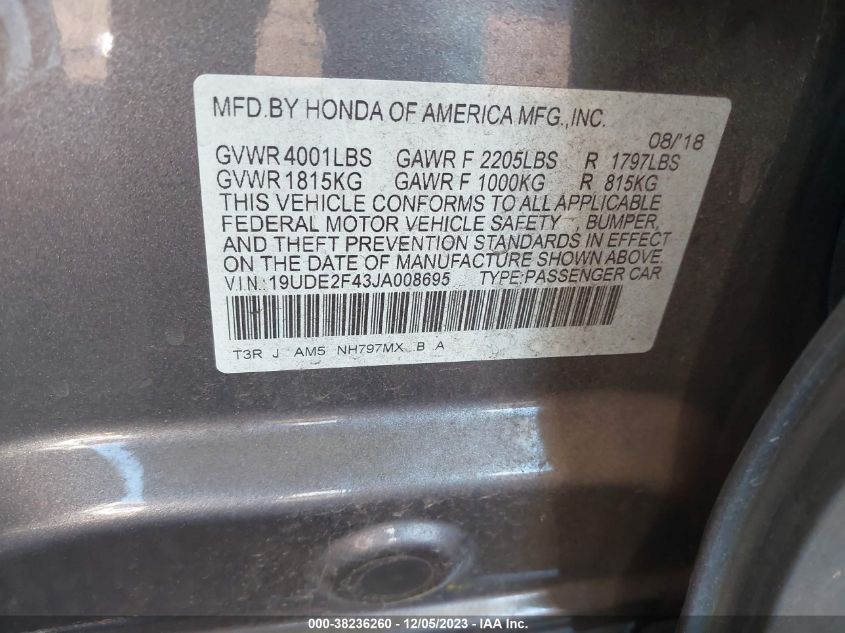 MFD.BY HONDA OF AMERICA MFG.,INC.
08/'18
GVWR 4001LBS GAWR F 2205LBS R 1797LBS
GVWR 1815KG GAWR F 1000KG R 815KG
THIS VEHICLE CONFORMS TO ALL APPLICABLE
FEDERAL MOTOR VEHICLE SAFETY , BUMPER,
AND THEFT PREVENTION STANDARDS IN EFFECT
ON THE DATE OF MANUFACTURE SHOWN ABOVE.
V.I.N.: 19UDE2F43JA008695 TYPE:PASSENGER CAR
T3R J AM5 NH797MX B A
000-38236260 - 12/05/2023 - IAA Inc.